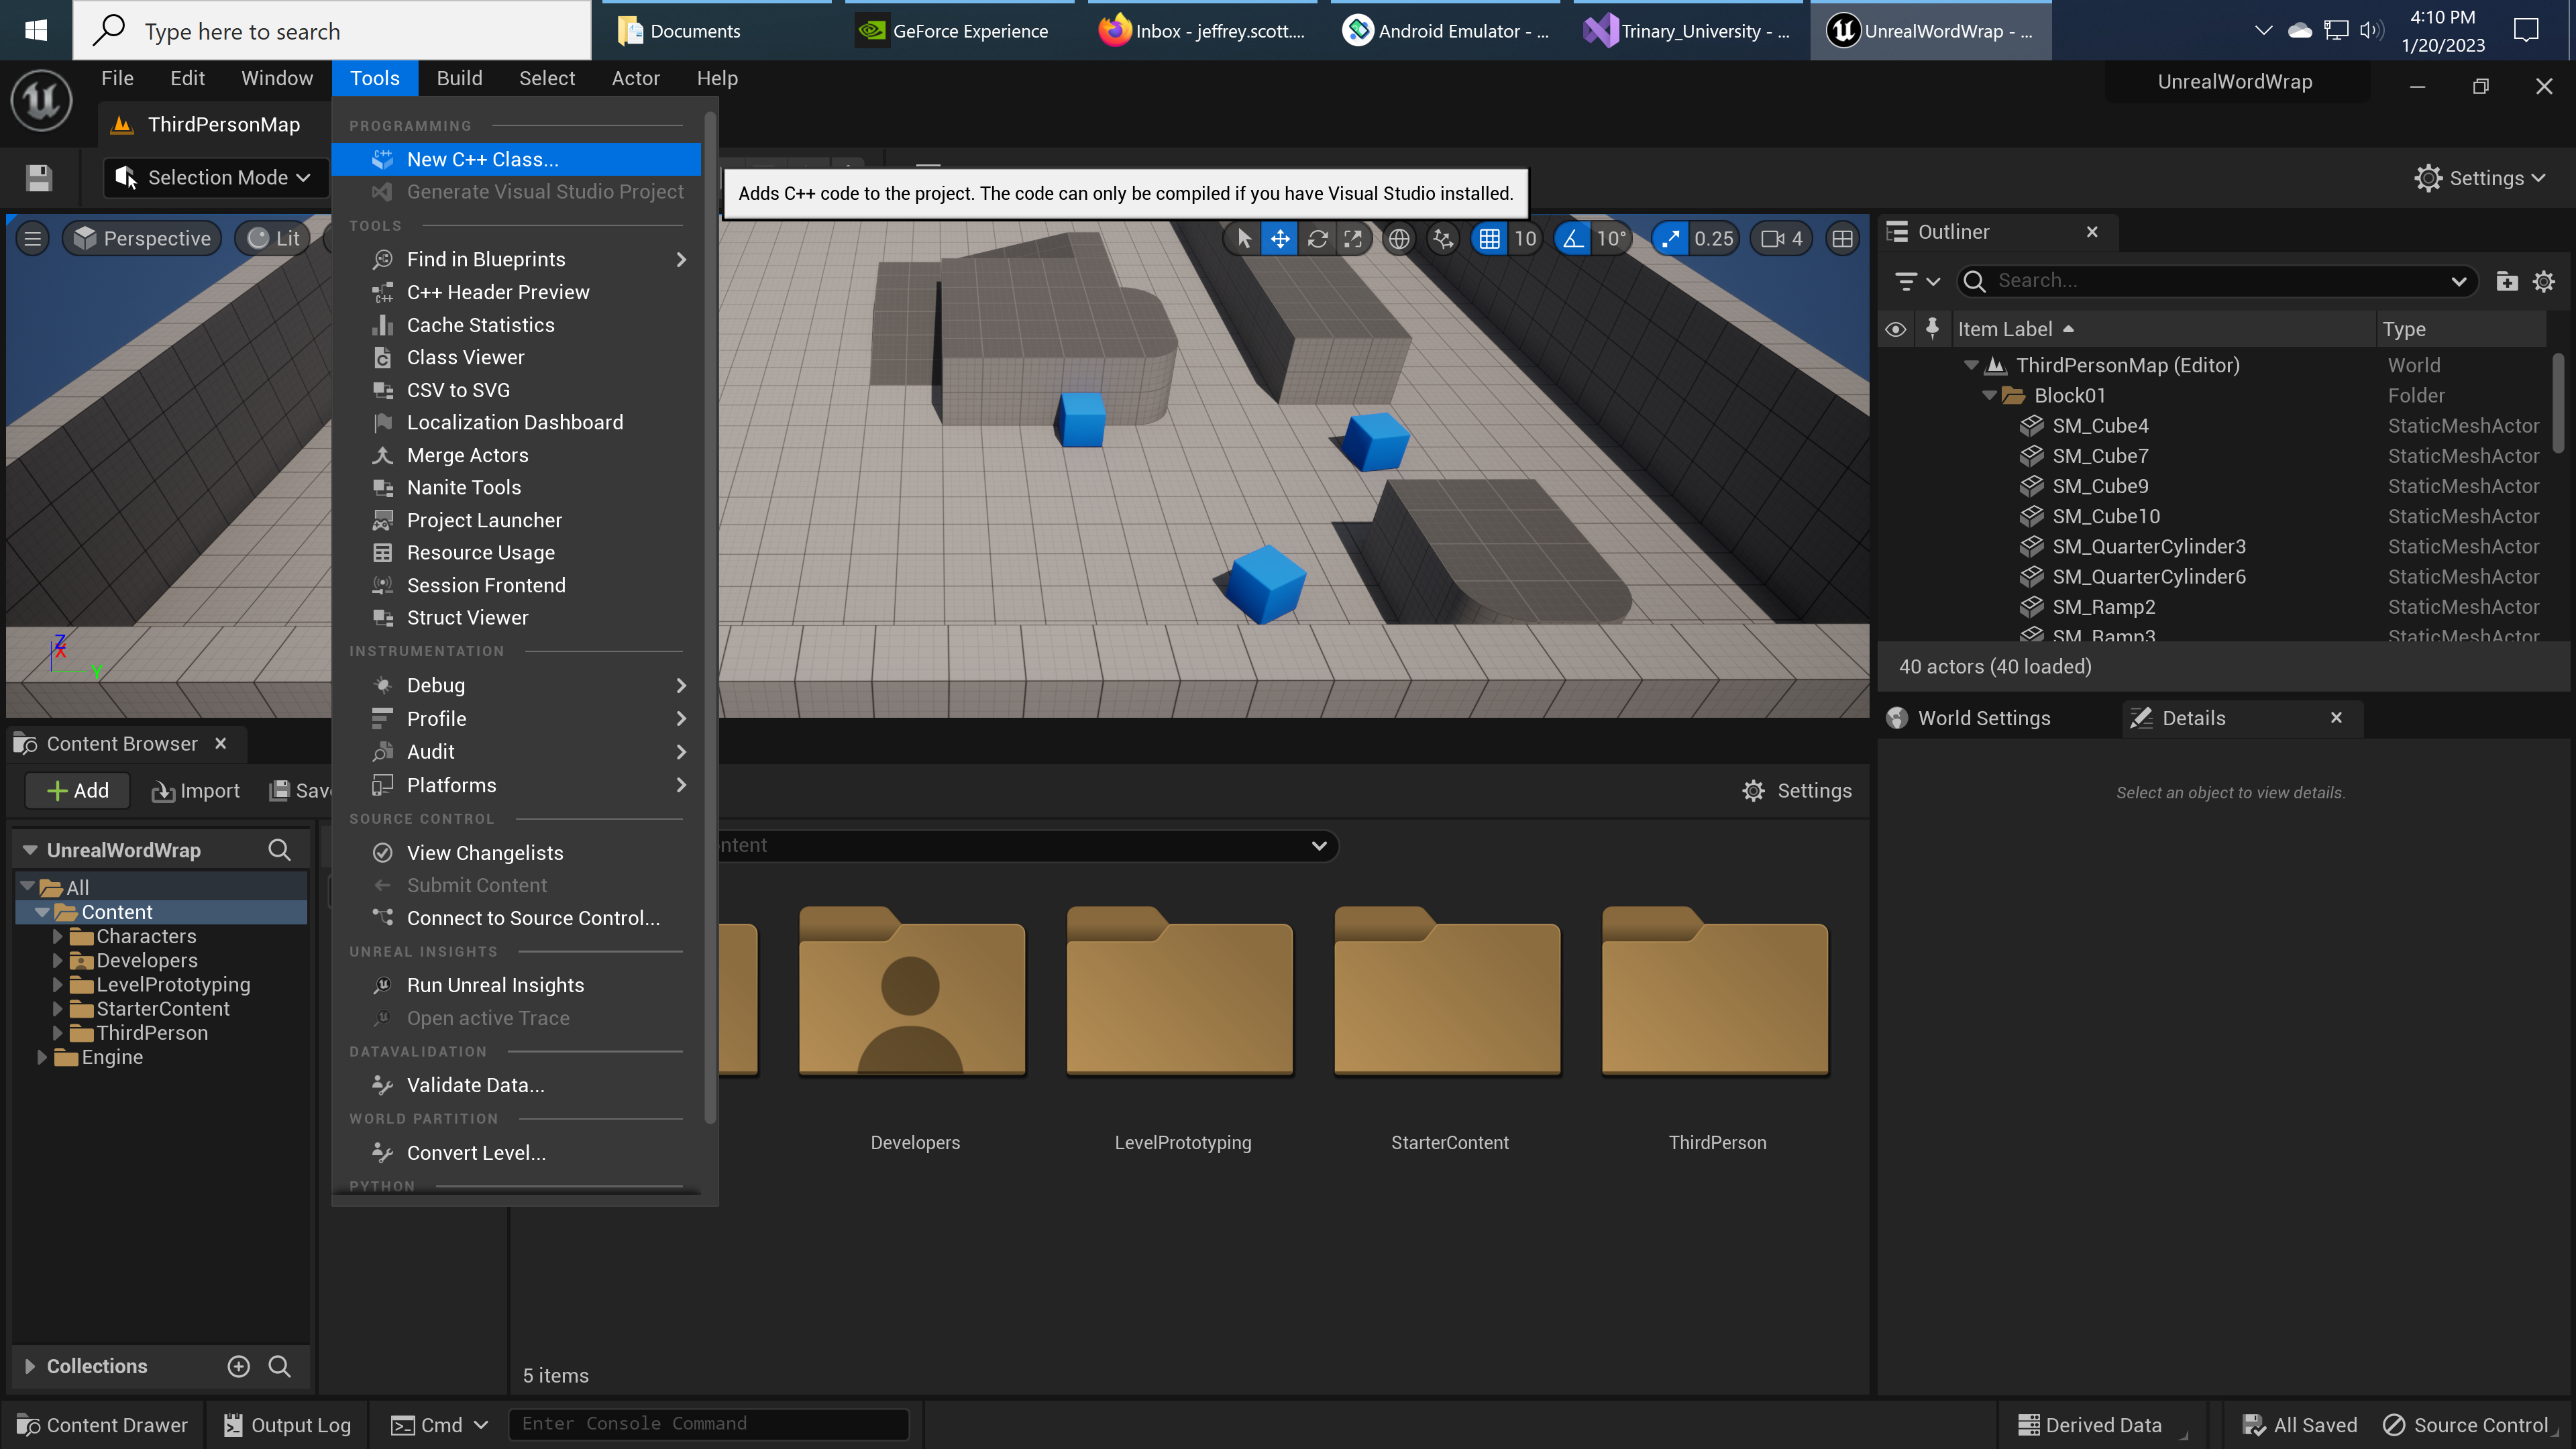 Type here to search
Documents
GeForce Experience
Inbox - jeffrey.scott....
Android Emulator - ...
Trinary_University - ...
UnrealWordWrap - ...
4:10 PM
1/20/2023
File Edit Window Tools Build Select Actor Help
UnrealWordWrap
ThirdPersonMap
Selection Mode
Settings
PROGRAMMING
New C++ Class...
Generate Visual Studio Project
Adds C++ code to the project. The code can only be compiled if you have Visual Studio installed.
TOOLS
Find in Blueprints
C++ Header Preview
Cache Statistics
Class Viewer
CSV to SVG
Localization Dashboard
Merge Actors
Nanite Tools
Project Launcher
Resource Usage
Session Frontend
Struct Viewer
INSTRUMENTATION
Debug
Profile
Audit
Platforms
SOURCE CONTROL
View Changelists
Submit Content
Connect to Source Control...
UNREAL INSIGHTS
Run Unreal Insights
Open active Trace
DATAVALIDATION
Validate Data...
WORLD PARTITION
Convert Level...
PYTHON
Perspective
Lit
10
10°
0.25
4
Z
X
Y
Outliner
Search...
Item Label Type
ThirdPersonMap (Editor) World
Block01 Folder
SM_Cube4 StaticMeshActor
SM_Cube7 StaticMeshActor
SM_Cube9 StaticMeshActor
SM_Cube10 StaticMeshActor
SM_QuarterCylinder3 StaticMeshActor
SM_QuarterCylinder6 StaticMeshActor
SM_Ramp2 StaticMeshActor
SM_Ramp3 StaticMeshActor
40 actors (40 loaded)
World Settings
Details
Select an object to view details.
Content Browser
Add
Import
Save
Settings
UnrealWordWrap
All
Content
Characters
Developers
LevelPrototyping
StarterContent
ThirdPerson
Engine
Collections
Developers
LevelPrototyping
StarterContent
ThirdPerson
5 items
Content Drawer
Output Log
Cmd
Enter Console Command
Derived Data
All Saved
Source Control